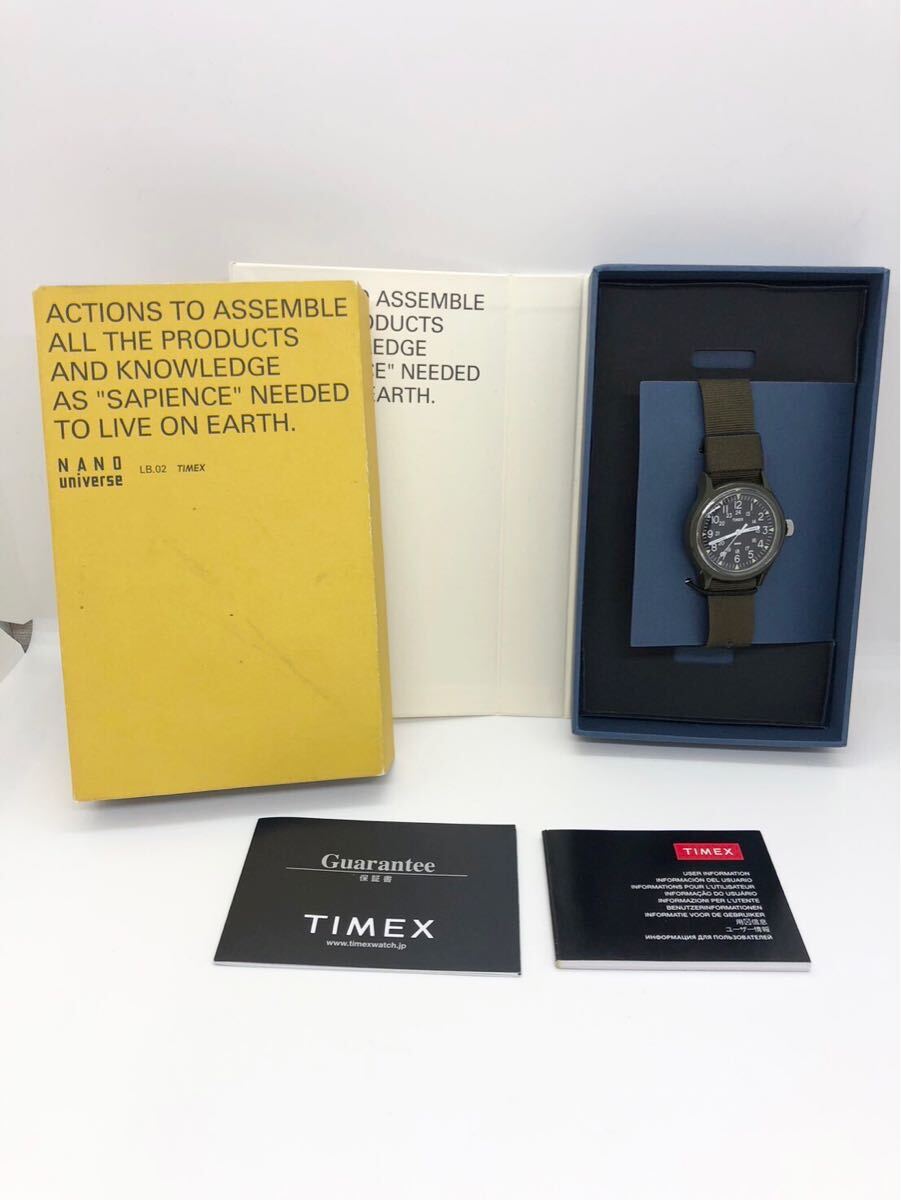 ACTIONS TO ASSEMBLE
ALL THE PRODUCTS
AND KNOWLEDGE
AS "SAPIENCE" NEEDED
TO LIVE ON EARTH.
NANO
universe
LB.02 TIMEX
ASSEMBLE
ODUCTS
EDGE
CE" NEEDED
EARTH.
TIMEX
Guarantee
保証書
TIMEX
www.timexwatch.jp
TIMEX
USER INFORMATION
INFORMACIÓN DEL USUARIO
INFORMATIONS POUR L'UTILISATEUR
INFORMAÇÃO DO USUÁRIO
INFORMAZIONI PER L'UTENTE
BENUTZERINFORMATIONEN
INFORMATIE VOOR DE GEBRUIKER
用户信息
ユーザー情報
ИНФОРМАЦИЯ ДЛЯ ПОЛЬЗОВАТЕЛЕЙ